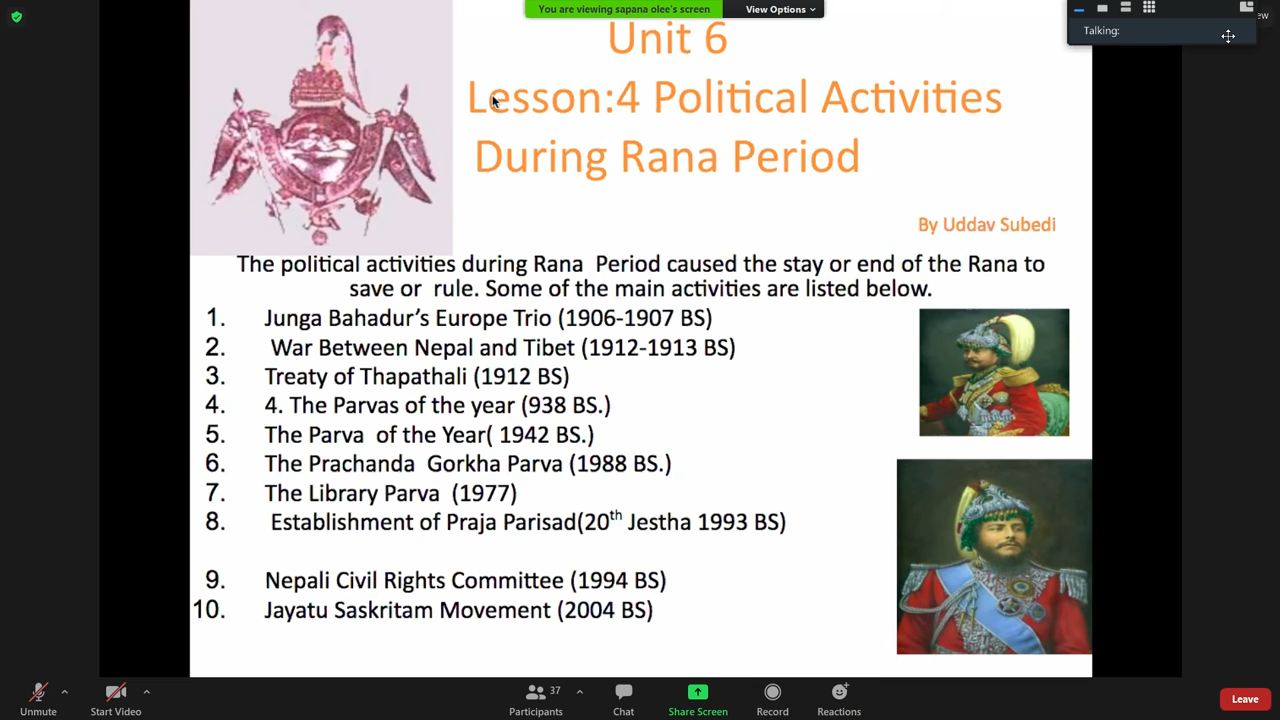 You are viewing sapana olee's screen
View Options
Talking:
ew
Unit 6
Lesson:4 Political Activities
During Rana Period
By Uddav Subedi
The political activities during Rana Period caused the stay or end of the Rana to
save or rule. Some of the main activities are listed below.
1. Junga Bahadur’s Europe Trio (1906-1907 BS)
2. War Between Nepal and Tibet (1912-1913 BS)
3. Treaty of Thapathali (1912 BS)
4. 4. The Parvas of the year (938 BS.)
5. The Parva of the Year( 1942 BS.)
6. The Prachanda Gorkha Parva (1988 BS.)
7. The Library Parva (1977)
8. Establishment of Praja Parisad(20th Jestha 1993 BS)
9. Nepali Civil Rights Committee (1994 BS)
10. Jayatu Saskritam Movement (2004 BS)
Unmute
Start Video
37
Participants
Chat
Share Screen
Record
Reactions
Leave